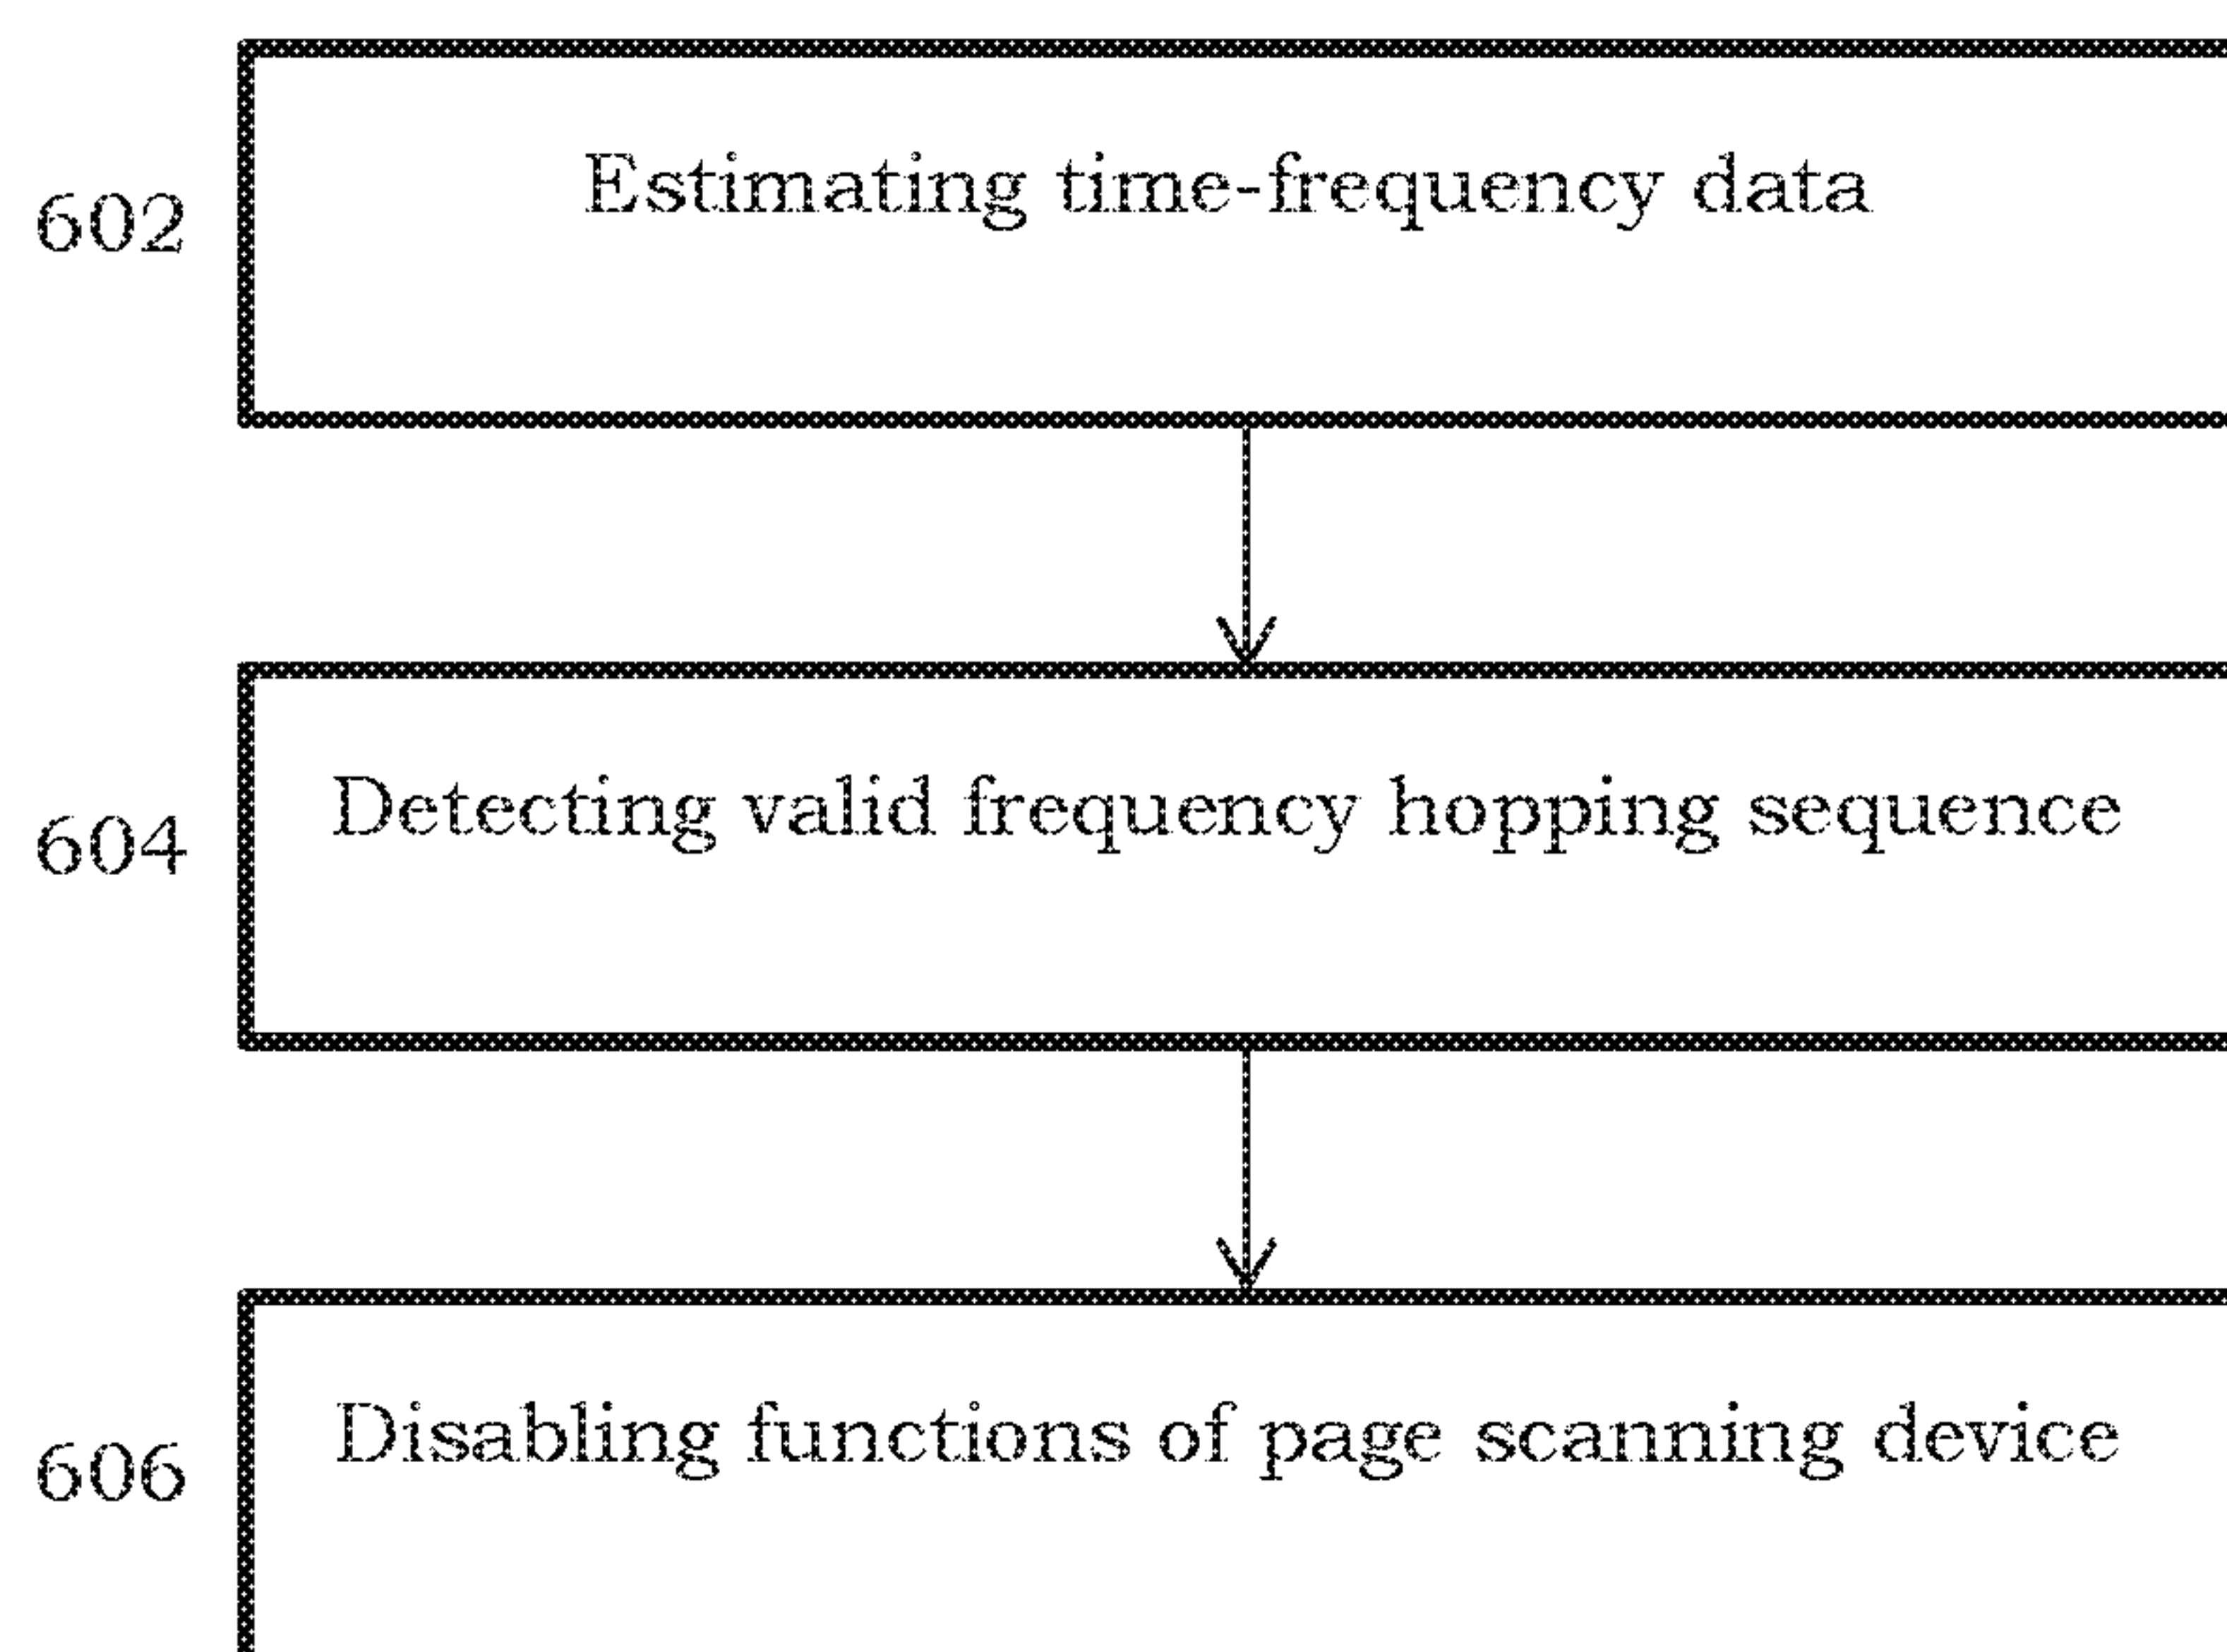 Estimating time-frequency data
602
Detecting valid frequency hopping sequence
604
Disabling functions of page scanning device
606